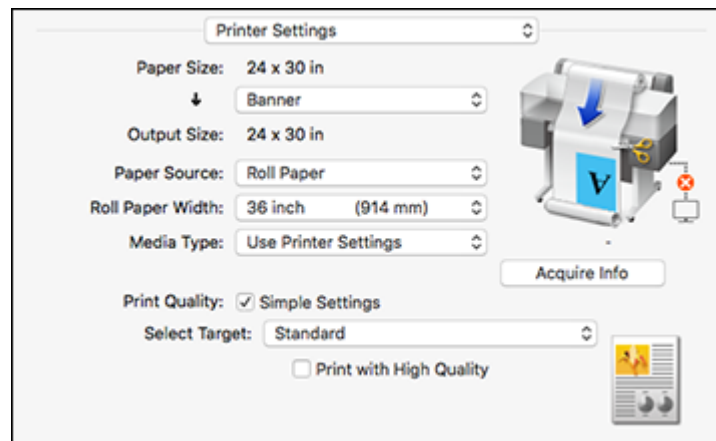 Printer Settings
Paper Size: 24 x 30 in
Banner
Output Size: 24 x 30 in
Paper Source: Roll Paper
Roll Paper Width: 36 inch (914 mm)
Media Type: Use Printer Settings
A
-
Acquire Info
Print Quality: Simple Settings
Select Target: Standard
Print with High Quality